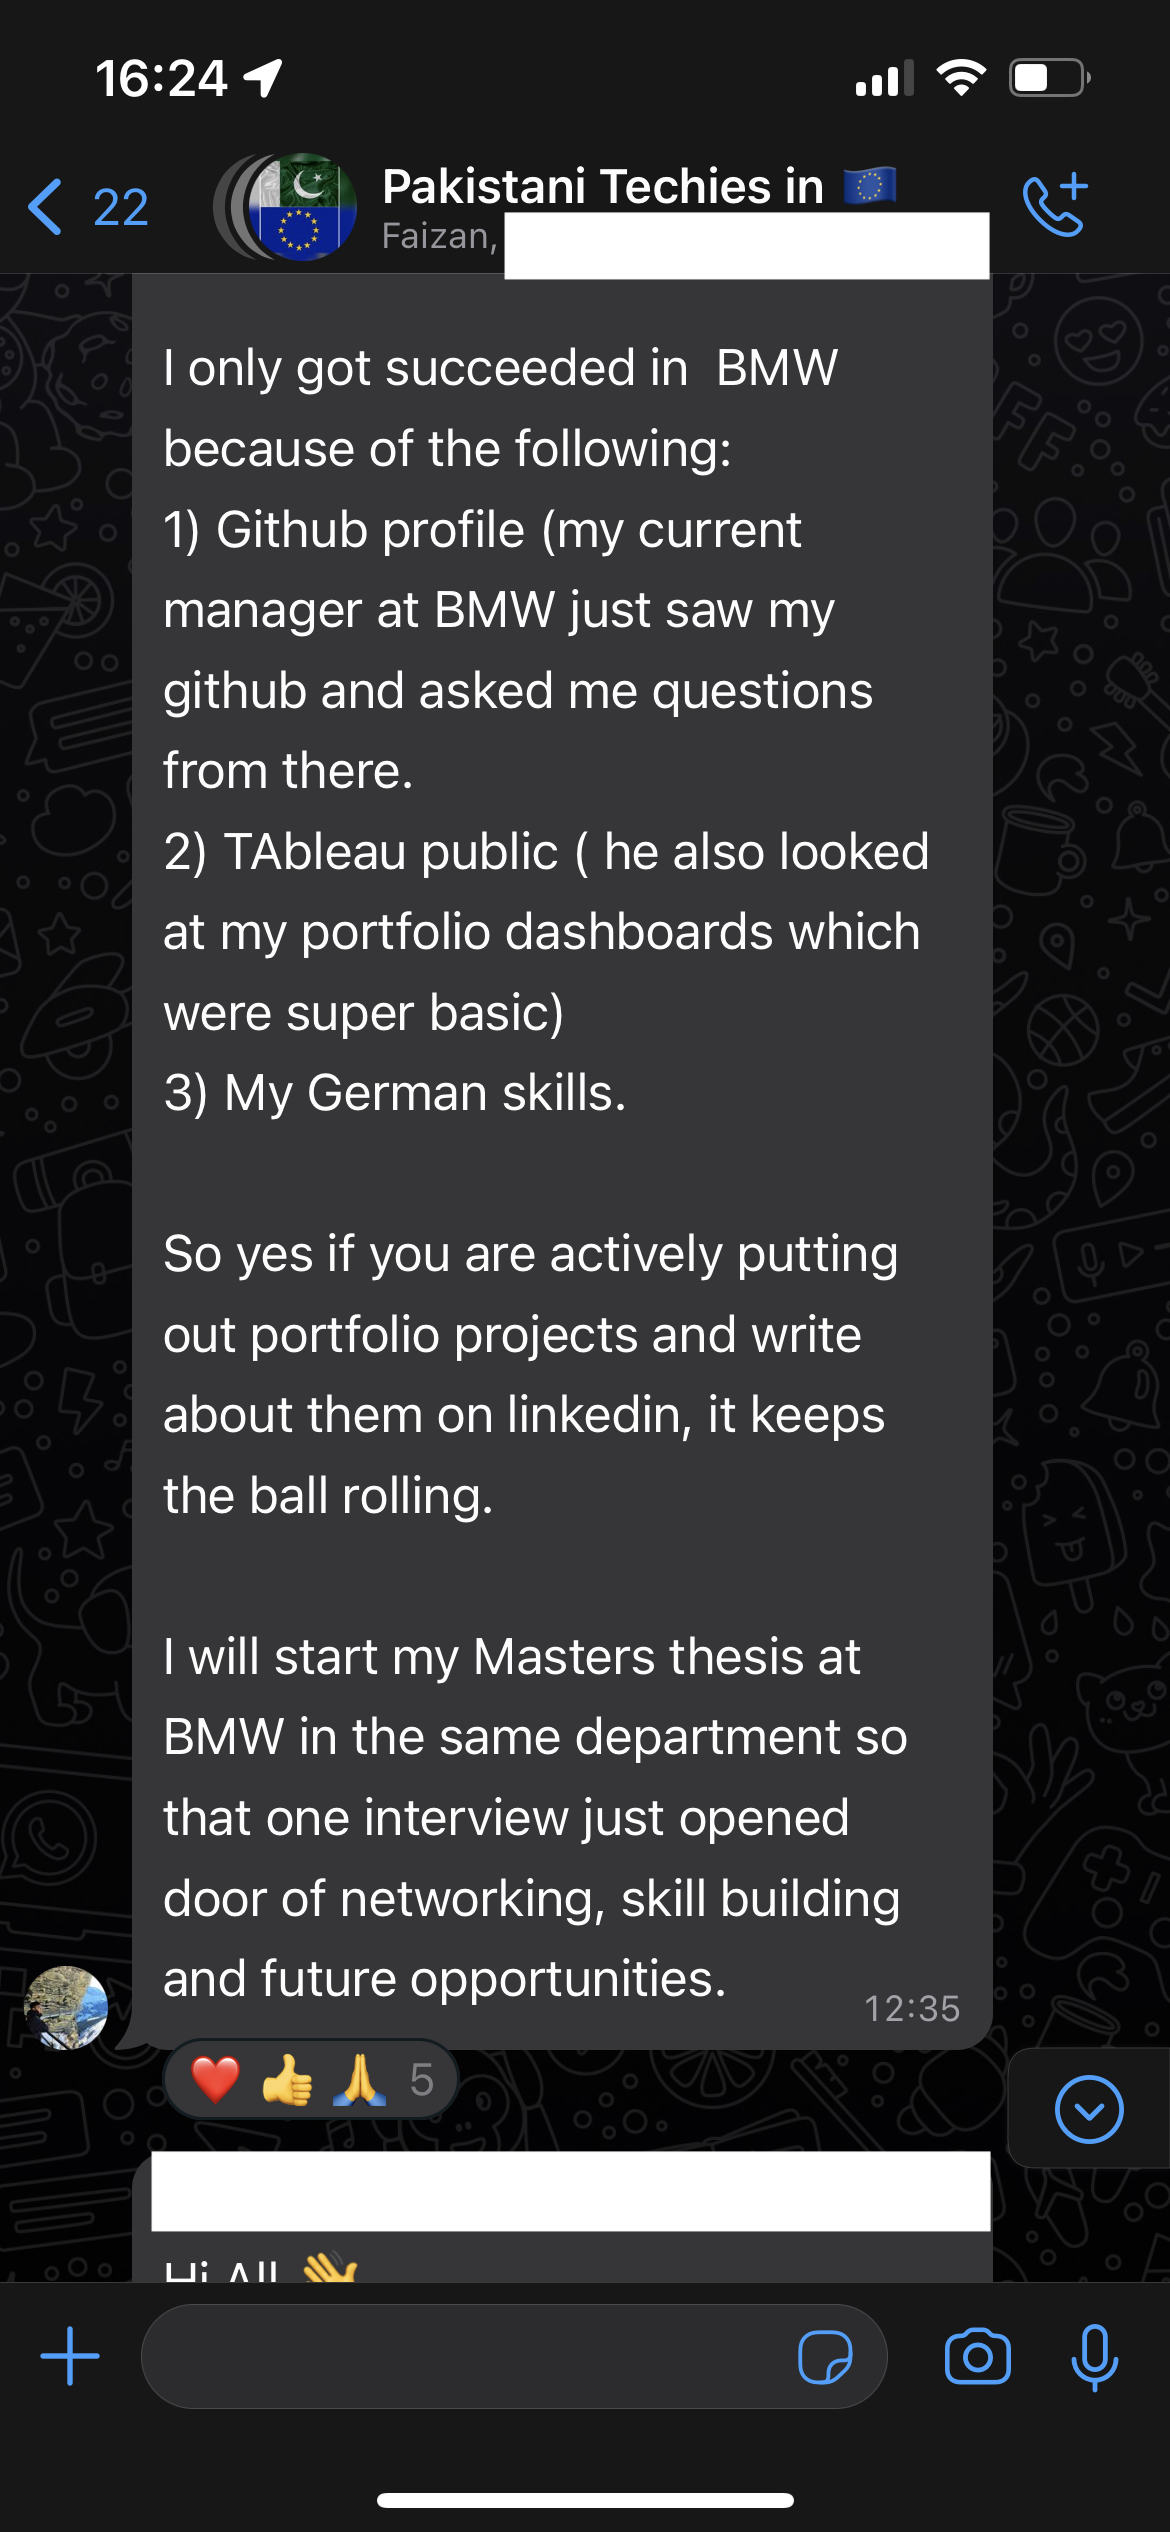 16:24
22
Pakistani Techies in 🇪🇺
Faizan,
I only got succeeded in  BMW
because of the following:
1) Github profile (my current
manager at BMW just saw my
github and asked me questions
from there.
2) TAbleau public ( he also looked
at my portfolio dashboards which
were super basic)
3) My German skills.
So yes if you are actively putting
out portfolio projects and write
about them on linkedin, it keeps
the ball rolling.
I will start my Masters thesis at
BMW in the same department so
that one interview just opened
door of networking, skill building
and future opportunities.
12:35
❤️ 👍 🙏 5
Hi All 👋